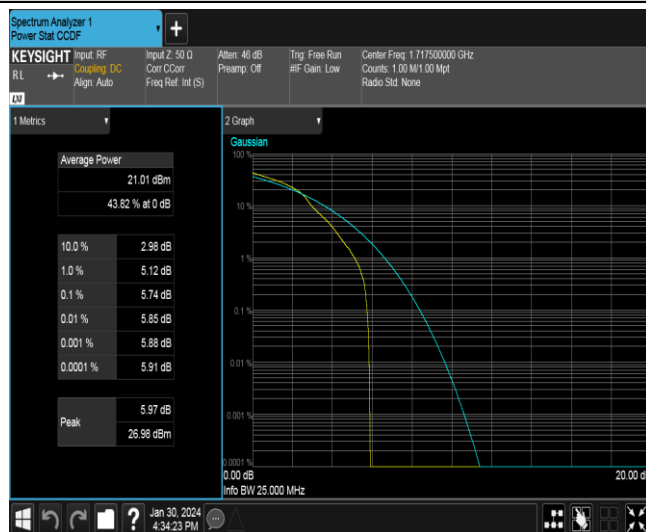 Spectrum Analyzer 1
Power Stat CCDF
+
KEYSIGHT
RL
LXI
Input: RF
Coupling: DC
Align: Auto
Input Z: 50 Ω
Corr CCorr
Freq Ref: Int (S)
Atten: 46 dB
Preamp: Off
Trig: Free Run
#IF Gain: Low
Center Freq: 1.717500000 GHz
Counts: 1.00 M/1.00 Mpt
Radio Std: None
1 Metrics
Average Power
21.01 dBm
43.82 % at 0 dB
10.0 % 2.98 dB
1.0 % 5.12 dB
0.1 % 5.74 dB
0.01 % 5.85 dB
0.001 % 5.88 dB
0.0001 % 5.91 dB
Peak
5.97 dB
26.98 dBm
2 Graph
Gaussian
100 %
10 %
1 %
0.1 %
0.01 %
0.001 %
0.0001 %
0.00 dB
20.00 d
Info BW 25.000 MHz
?
Jan 30, 2024
4:34:23 PM